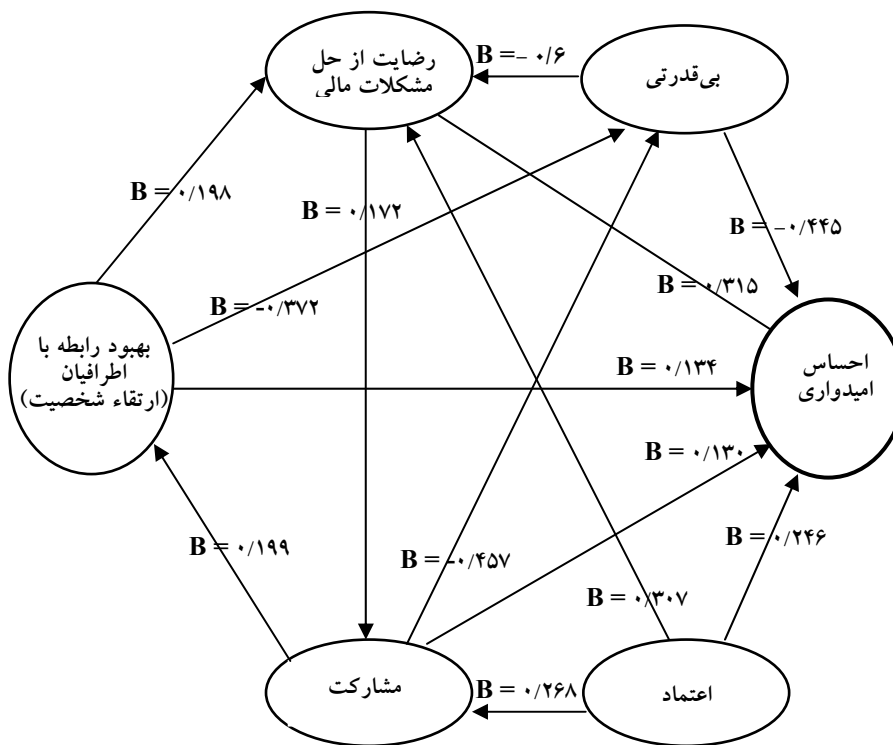 رضایت از حل
مشکلات مالی
B =– ۰/۶
بی‌قدرتی
B = ۰/۱۹۸
B = ۰/۱۷۲
B = –۰/۴۴۵
B = -۰/۳۷۲
B = ۰/۳۱۵
بهبود رابطه با
اطرافیان
(ارتقاء شخصیت)
B = ۰/۱۳۴
احساس
امیدواری
B = ۰/۱۳۰
B = ۰/۱۹۹
B = -۰/۴۵۷
B = ۰/۲۴۶
B = ۰/۳۰۷
مشارکت
B = ۰/۲۶۸
اعتماد